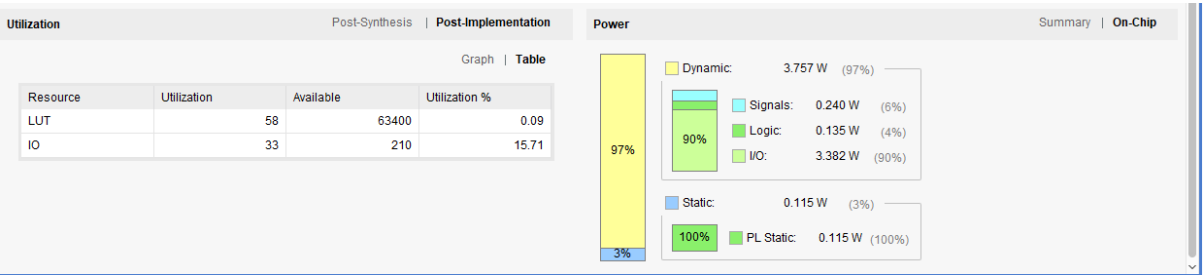 Utilization Post-Synthesis | Post-Implementation
Graph | Table
Resource Utilization Available Utilization %
LUT 58 63400 0.09
IO 33 210 15.71
Power Summary | On-Chip
97%
3%
Dynamic: 3.757 W (97%)
90%
Signals: 0.240 W (6%)
Logic: 0.135 W (4%)
I/O: 3.382 W (90%)
Static: 0.115 W (3%)
100%
PL Static: 0.115 W (100%)